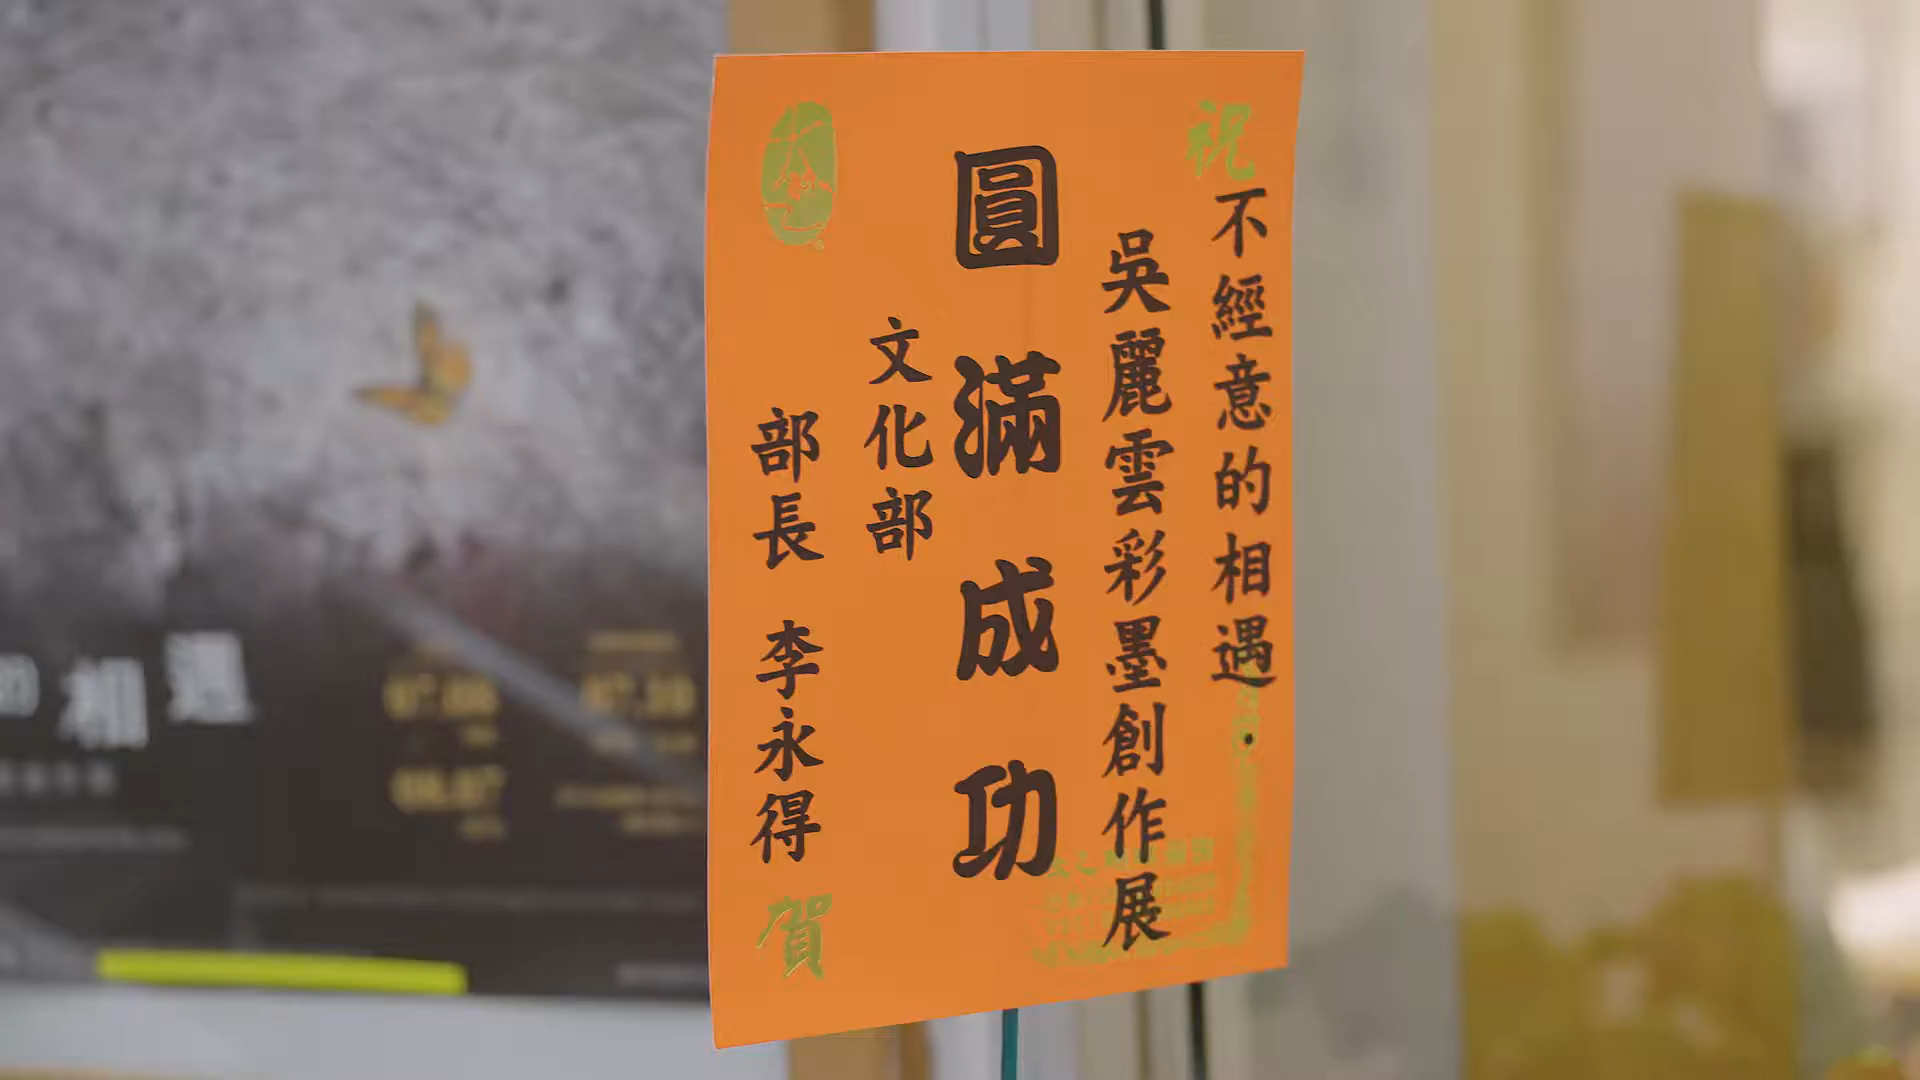 祝
不經意的相遇・
吳麗雲彩墨創作展
圓滿成功
文化部
部長 李永得
賀
相遇